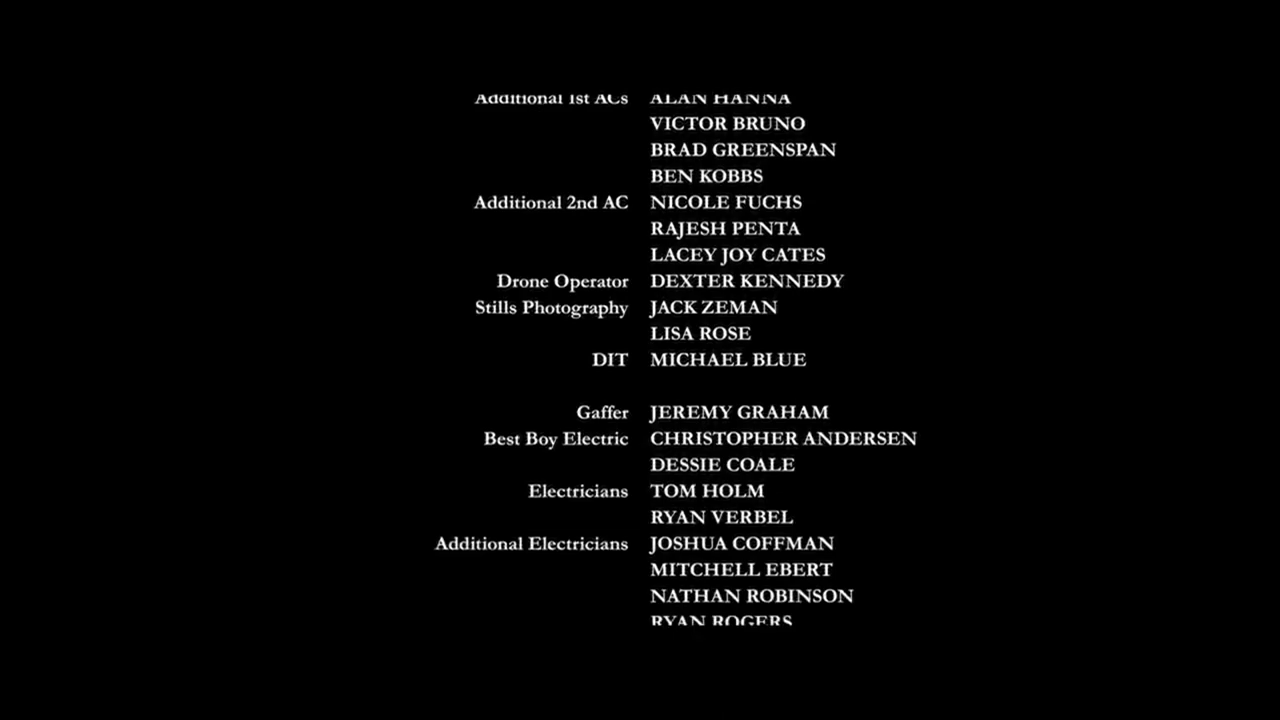 Additional 1st ACs ALAN HANNA
VICTOR BRUNO
BRAD GREENSPAN
BEN KOBBS
Additional 2nd AC NICOLE FUCHS
RAJESH PENTA
LACEY JOY CATES
Drone Operator DEXTER KENNEDY
Stills Photography JACK ZEMAN
LISA ROSE
DIT MICHAEL BLUE
Gaffer JEREMY GRAHAM
Best Boy Electric CHRISTOPHER ANDERSEN
DESSIE COALE
Electricians TOM HOLM
RYAN VERBEL
Additional Electricians JOSHUA COFFMAN
MITCHELL EBERT
NATHAN ROBINSON
RYAN ROGERS